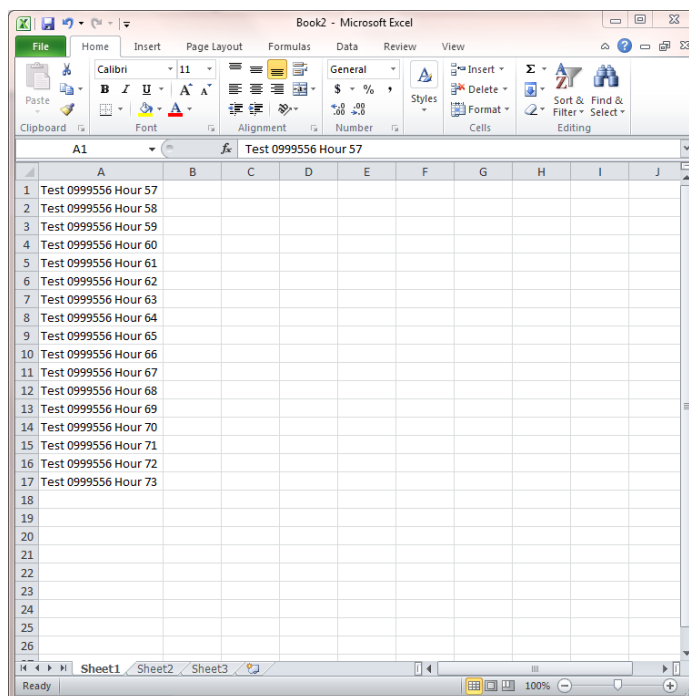 Book2 - Microsoft Excel
File Home Insert Page Layout Formulas Data Review View
Calibri 11 General Insert Σ
Paste B I U A A $ % , Styles Delete Sort & Filter Find & Select
A .00 .0 Format
Clipboard Font Alignment Number Cells Editing
A1 fx Test 0999556 Hour 57
A B C D E F G H I J
1 Test 0999556 Hour 57
2 Test 0999556 Hour 58
3 Test 0999556 Hour 59
4 Test 0999556 Hour 60
5 Test 0999556 Hour 61
6 Test 0999556 Hour 62
7 Test 0999556 Hour 63
8 Test 0999556 Hour 64
9 Test 0999556 Hour 65
10 Test 0999556 Hour 66
11 Test 0999556 Hour 67
12 Test 0999556 Hour 68
13 Test 0999556 Hour 69
14 Test 0999556 Hour 70
15 Test 0999556 Hour 71
16 Test 0999556 Hour 72
17 Test 0999556 Hour 73
18
19
20
21
22
23
24
25
26
Sheet1 Sheet2 Sheet3
Ready 100%